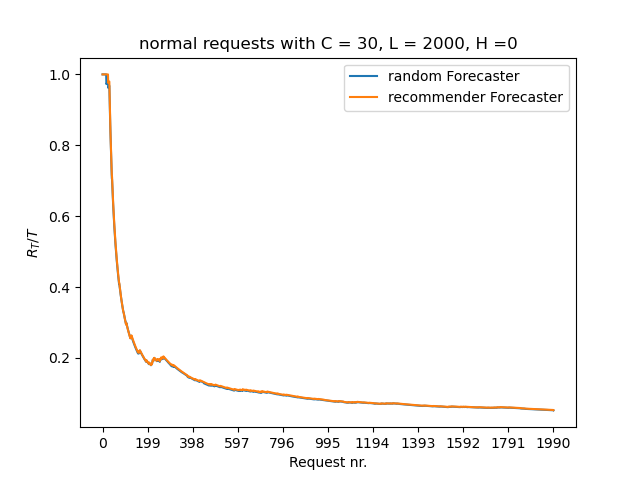 normal requests with C = 30, L = 2000, H =0
random Forecaster
recommender Forecaster
1.0
0.8
0.6
0.4
0.2
R_T/T
0 199 398 597 796 995 1194 1393 1592 1791 1990
Request nr.